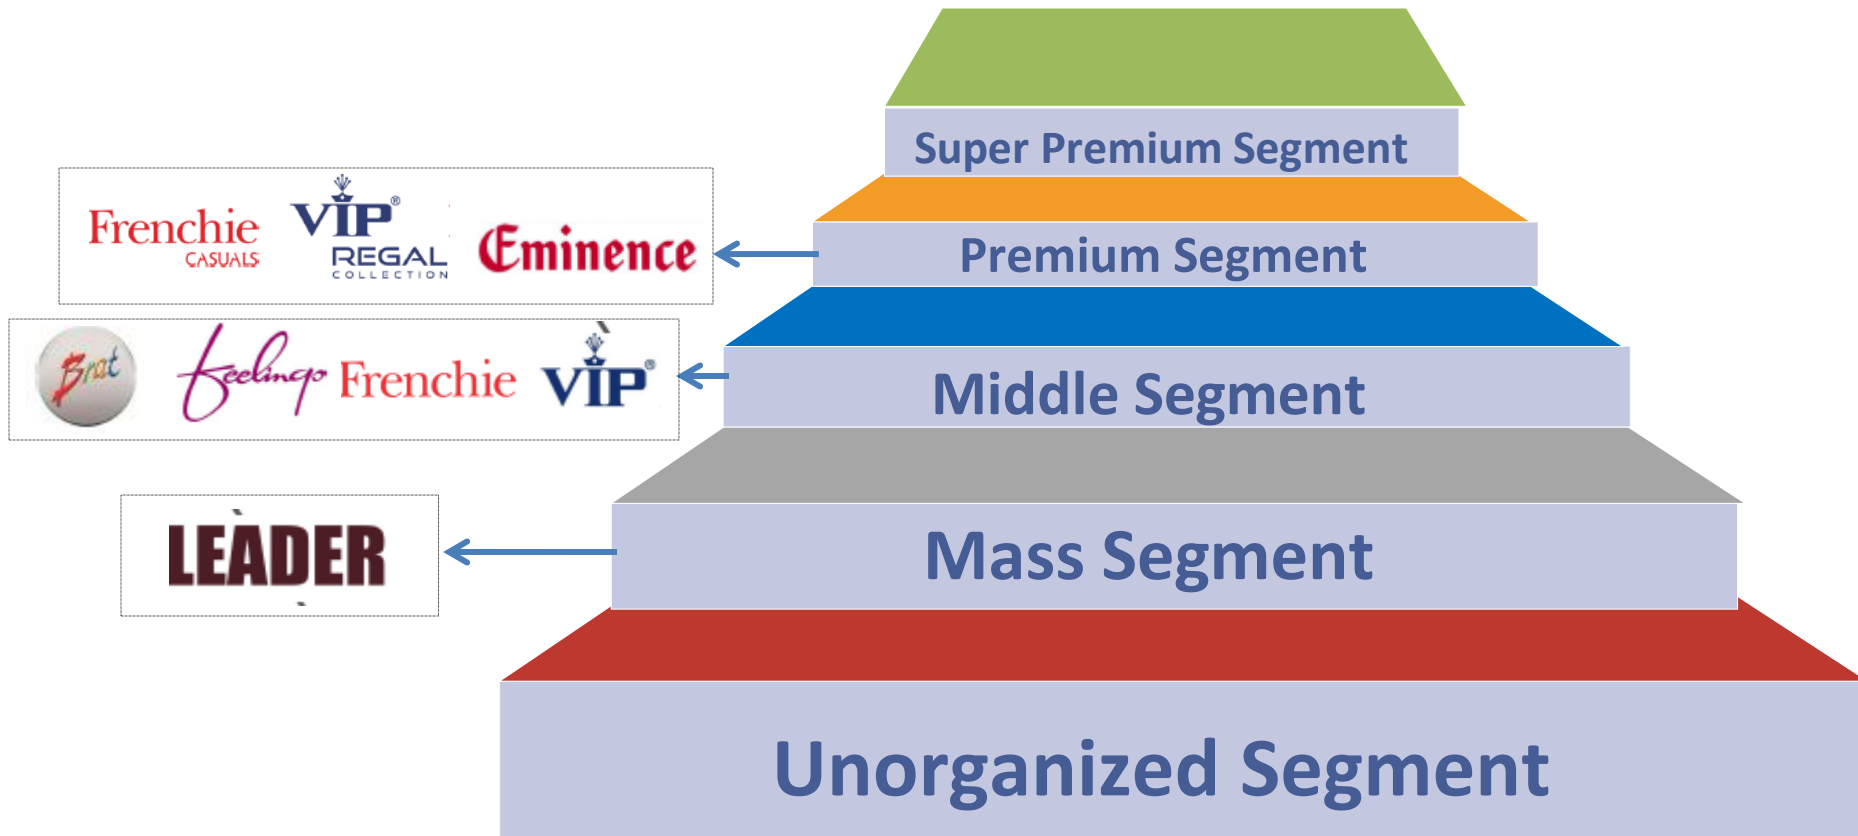 Super Premium Segment
Frenchie
CASUALS
VIP®
REGAL
COLLECTION
Eminence
Premium Segment
Brat
feelings
Frenchie
VIP®
Middle Segment
LEADER
Mass Segment
Unorganized Segment